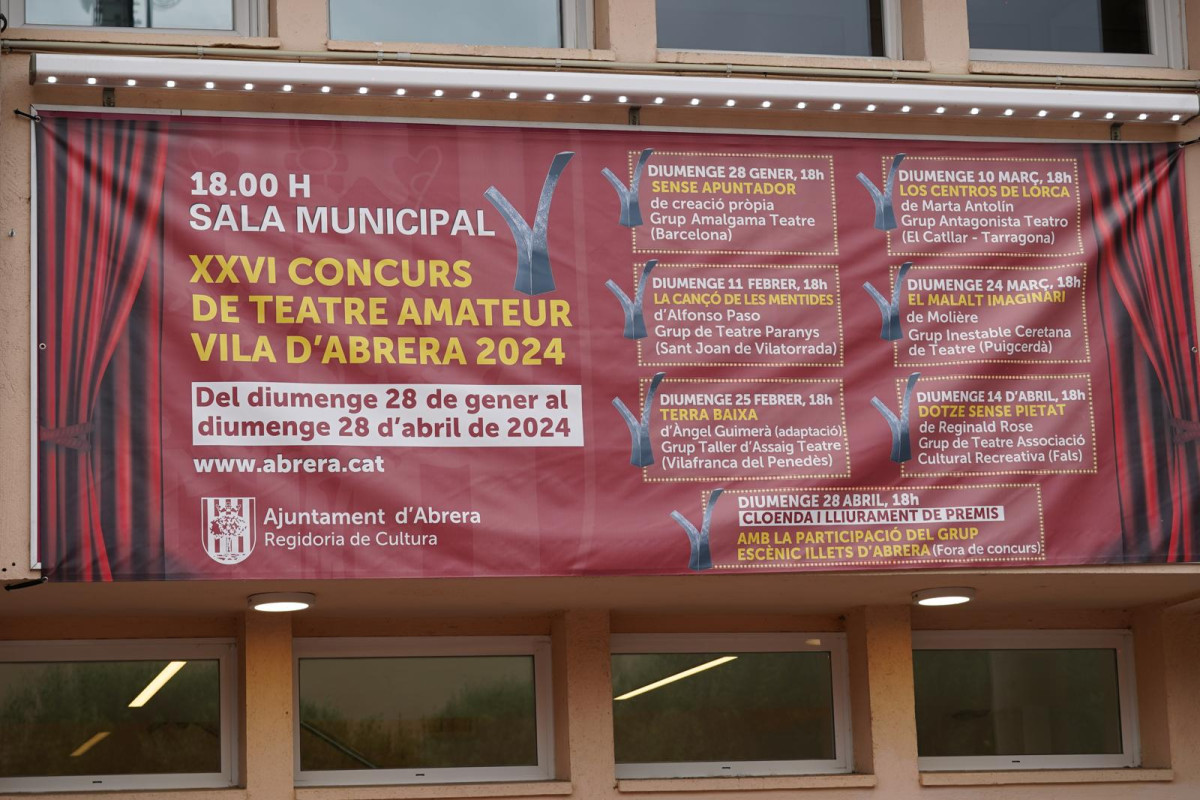 18.00 H
SALA MUNICIPAL
XXVI CONCURS
DE TEATRE AMATEUR
VILA D'ABRERA 2024
Del diumenge 28 de gener al
diumenge 28 d'abril de 2024
www.abrera.cat
Ajuntament d'Abrera
Regidoria de Cultura
DIUMENGE 28 GENER, 18h
SENSE APUNTADOR
de creació pròpia
Grup Amalgama Teatre
(Barcelona)
DIUMENGE 11 FEBRER, 18h
LA CANÇÓ DE LES MENTIDES
d'Alfonso Paso
Grup de Teatre Paranys
(Sant Joan de Vilatorrada)
DIUMENGE 25 FEBRER, 18h
TERRA BAIXA
d'Àngel Guimerà (adaptació)
Grup Taller d'Assaig Teatre
(Vilafranca del Penedès)
DIUMENGE 10 MARÇ, 18h
LOS CENTROS DE LORCA
de Marta Antolín
Grup Antagonista Teatro
(El Catllar - Tarragona)
DIUMENGE 24 MARÇ, 18h
EL MALALT IMAGINARI
de Molière
Grup Inestable Ceretana
de Teatre (Puigcerdà)
DIUMENGE 14 D'ABRIL, 18h
DOTZE SENSE PIETAT
de Reginald Rose
Grup de Teatre Associació
Cultural Recreativa (Fals)
DIUMENGE 28 ABRIL, 18h
CLOENDA I LLIURAMENT DE PREMIS
AMB LA PARTICIPACIÓ DEL GRUP
ESCÈNIC ILLETS D'ABRERA (Fora de concurs)